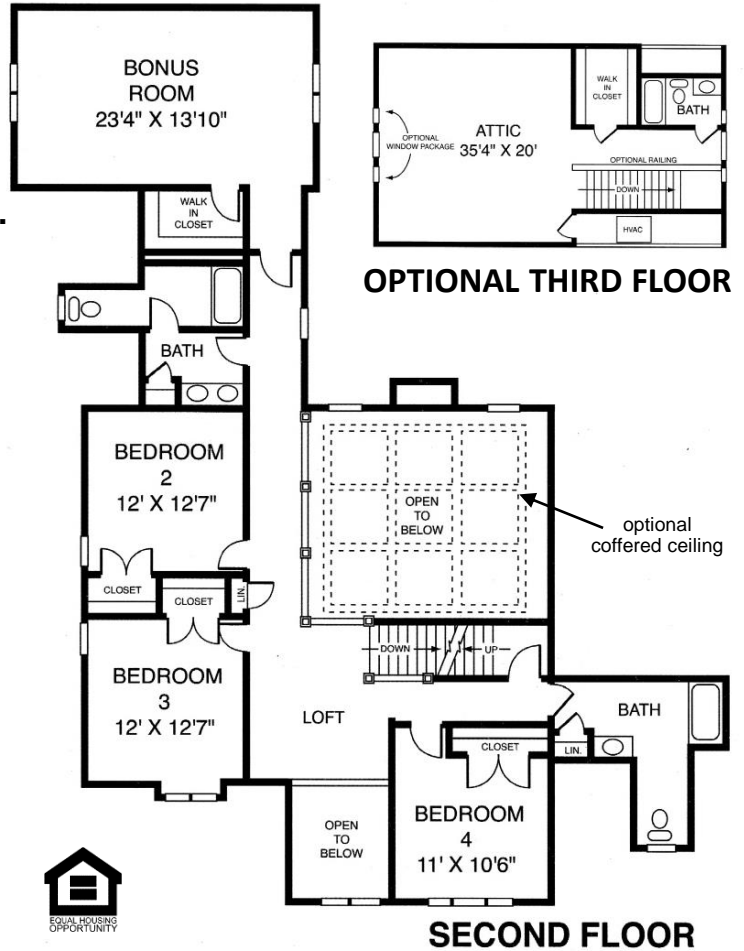 BONUS
ROOM
23'4" X 13'10"
WALK
IN
CLOSET
BATH
BEDROOM
2
12' X 12'7"
CLOSET
CLOSET
LIN.
BEDROOM
3
12' X 12'7"
OPEN
TO
BELOW
optional
coffered ceiling
DOWN
UP
LOFT
BATH
LIN.
CLOSET
BEDROOM
4
11' X 10'6"
OPEN
TO
BELOW
EQUAL HOUSING
OPPORTUNITY
SECOND FLOOR
WALK
IN
CLOSET
BATH
OPTIONAL
WINDOW PACKAGE
ATTIC
35'4" X 20'
OPTIONAL RAILING
DOWN
HVAC
OPTIONAL THIRD FLOOR